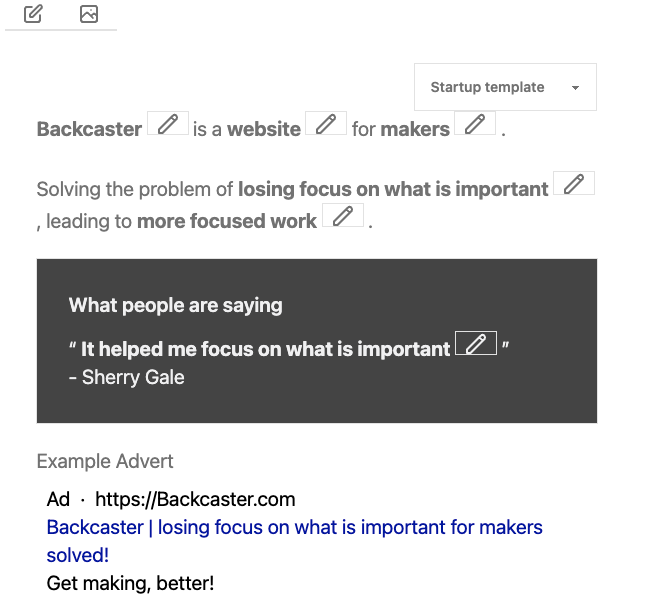 Startup template
Backcaster is a website for makers .
Solving the problem of losing focus on what is important
, leading to more focused work .
What people are saying
“ It helped me focus on what is important ”
- Sherry Gale
Example Advert
Ad · https://Backcaster.com
Backcaster | losing focus on what is important for makers
solved!
Get making, better!